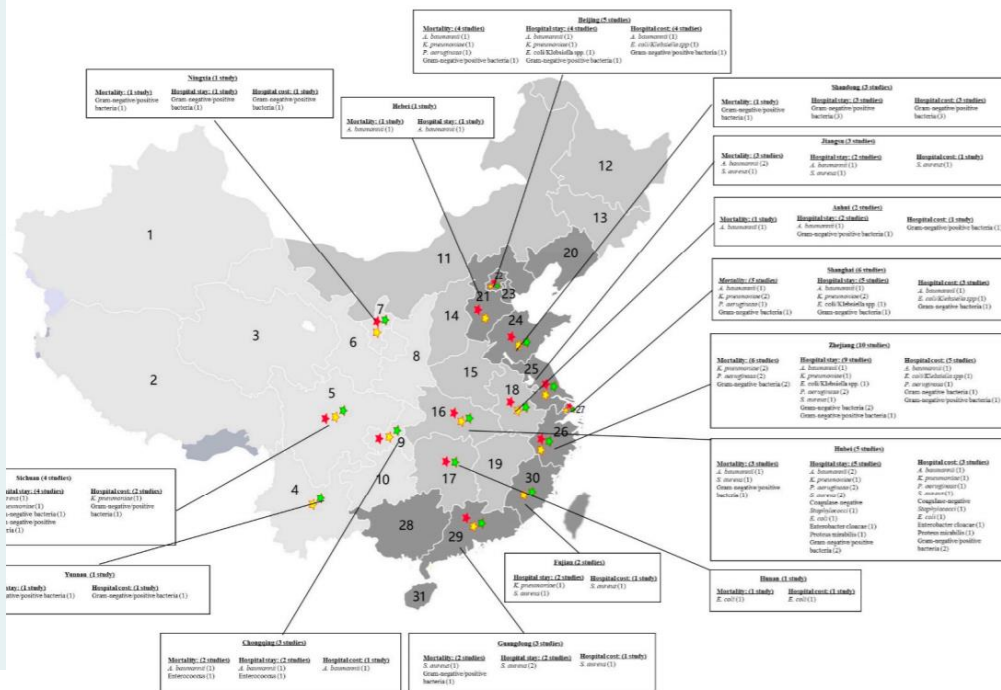 Beijing (5 studies)
Mortality: (4 studies) Hospital stay: (4 studies) Hospital cost: (4 studies)
A. baumannii (1) A. baumannii (1) A. baumannii (1)
K. pneumoniae (1) K. pneumoniae (1) E. coli/Klebsiella spp (1)
P. aeruginosa (1) E. coli/Klebsiella spp. (1) Gram-negative/positive bacteria (1)
Gram-negative/positive bacteria (1) Gram-negative/positive bacteria (1)
Ningxia (1 study)
Mortality: (1 study) Hospital stay: (1 study) Hospital cost: (1 study)
Gram-negative/positive Gram-negative/positive Gram-negative/positive
bacteria (1) bacteria (1) bacteria (1)
Hebei (1 study)
Mortality: (1 study) Hospital stay: (1 study)
A. baumannii (1) A. baumannii (1)
Shandong (3 studies)
Mortality: (1 study) Hospital stay: (3 studies) Hospital cost: (3 studies)
Gram-negative/positive Gram-negative/positive Gram-negative/positive
bacteria (1) bacteria (3) bacteria (3)
Jiangsu (3 studies)
Mortality: (3 studies) Hospital stay: (2 studies) Hospital cost: (1 study)
A. baumannii (2) A. baumannii (1) S. aureus (1)
S. aureus (1) S. aureus (1)
Anhui (2 studies)
Mortality: (1 study) Hospital stay: (2 studies) Hospital cost: (1 study)
A. baumannii (1) A. baumannii (1) Gram-negative/positive bacteria (1)
Gram-negative/positive bacteria (1)
Shanghai (6 studies)
Mortality: (5 studies) Hospital stay: (5 studies) Hospital cost: (3 studies)
A. baumannii (1) A. baumannii (1) A. baumannii (1)
K. pneumoniae (2) K. pneumoniae (2) E. coli/Klebsiella spp (1)
P. aeruginosa (1) E. coli/Klebsiella spp. (1) Gram-negative/positive bacteria (1)
Gram-negative/positive bacteria (1) Gram-negative/positive bacteria (1)
Zhejiang (10 studies)
Mortality: (6 studies) Hospital stay: (9 studies) Hospital cost: (5 studies)
K. pneumoniae (2) A. baumannii (1) A. baumannii (1)
P. aeruginosa (2) K. pneumoniae (1) E. coli/Klebsiella spp (1)
Gram-negative bacteria (2) E. coli/Klebsiella spp. (1) P. aeruginosa (1)
P. aeruginosa (2) Gram-negative bacteria (1)
S. aureus (1) Gram-negative/positive bacteria (1)
Gram-negative bacteria (2)
Gram-negative/positive bacteria (1)
Hubei (5 studies)
Mortality: (3 studies) Hospital stay: (5 studies) Hospital cost: (3 studies)
A. baumannii (1) A. baumannii (2) A. baumannii (1)
S. aureus (1) K. pneumoniae (1) K. pneumoniae (1)
Gram-negative/positive P. aeruginosa (2) P. aeruginosa (1)
bacteria (1) S. aureus (2)
Coagulase-negative Coagulase-negative
Staphylococci (1) Staphylococci (1)
E. coli (1) E. coli (1)
Enterobacter cloacae (1) Enterobacter cloacae (1)
Proteus mirabilis (1) Proteus mirabilis (1)
Gram-negative/positive Gram-negative/positive
bacteria (2) bacteria (2)
Sichuan (4 studies)
spital stay: (4 studies) Hospital cost: (2 studies)
K. pneumoniae (1)
Gram-negative/positive
bacteria (1)
Yunnan (1 study)
stay: (1 study) Hospital cost: (1 study)
Gram-negative/positive bacteria (1)
Chongqing (3 studies)
Mortality: (2 studies) Hospital stay: (2 studies) Hospital cost: (1 study)
A. baumannii (1) A. baumannii (1) A. baumannii (1)
Enterococcus (1) Enterococcus (1)
Guangdong (3 studies)
Mortality: (2 studies) Hospital stay: (2 studies) Hospital cost: (1 study)
S. aureus (1) S. aureus (2) S. aureus (1)
Gram-negative/positive
bacteria (1)
Fujian (2 studies)
Hospital stay: (2 studies) Hospital cost: (1 study)
K. pneumoniae (1) S. aureus (1)
S. aureus (1)
Hunan (1 study)
Mortality: (1 study) Hospital cost: (1 study)
E. coli (1) E. coli (1)
1
2
3
4
5
6
7
8
9
10
11
12
13
14
15
16
17
18
19
20
21
22
23
24
25
26
27
28
29
30
31